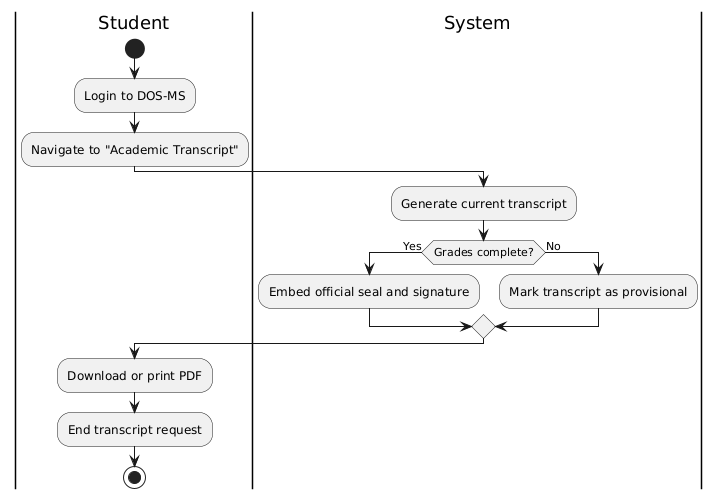 Student
System
Login to DOS-MS
Navigate to "Academic Transcript"
Generate current transcript
Yes
Grades complete?
No
Embed official seal and signature
Mark transcript as provisional
Download or print PDF
End transcript request